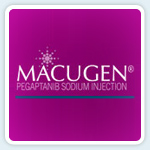 MACUGEN®
PEGAPTANIB SODIUM INJECTION